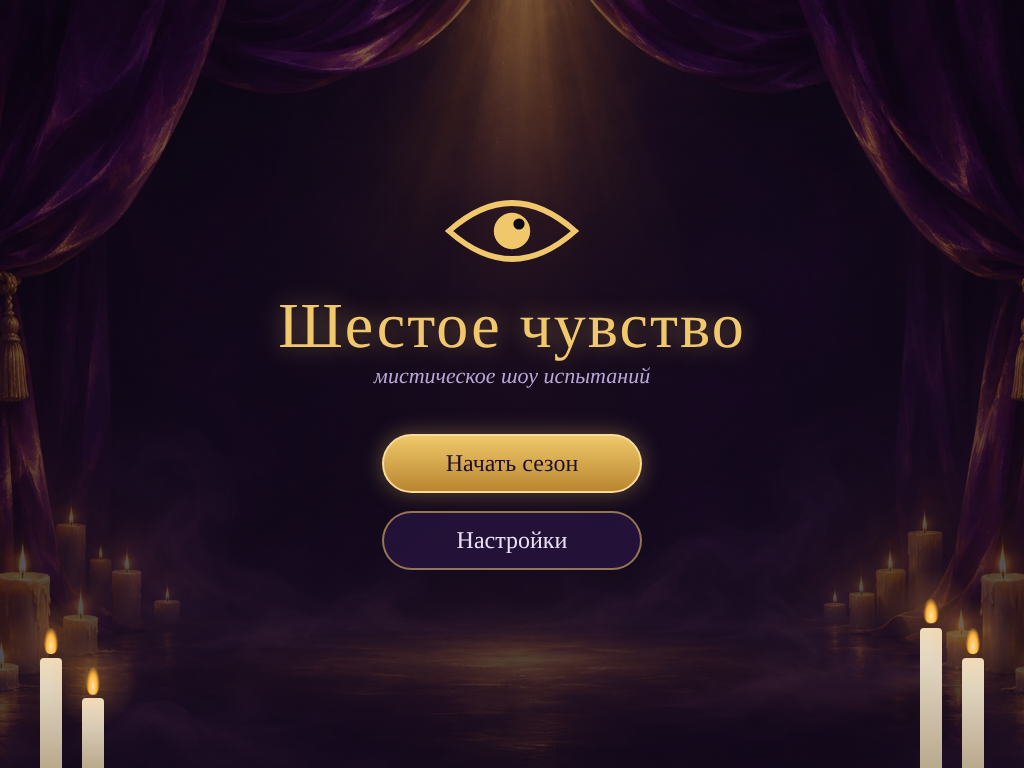 Шестое чувство
мистическое шоу испытаний
Начать сезон
Настройки